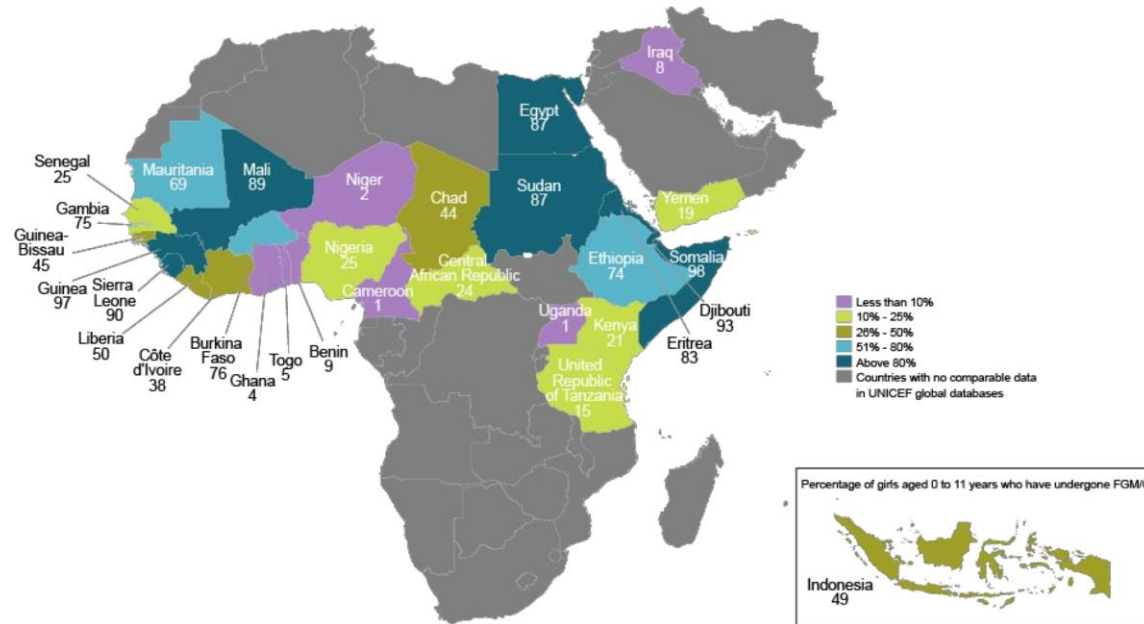 Iraq
8
Egypt
87
Senegal
25
Mauritania
69
Mali
89
Niger
2
Chad
44
Sudan
87
Yemen
19
Gambia
75
Guinea-
Bissau
45
Nigeria
25
Central
African Republic
24
Ethiopia
74
Somalia
98
Guinea
97
Sierra
Leone
90
Cameroon
1
Uganda
1
Kenya
21
Djibouti
93
Eritrea
83
Liberia
50
Côte
d'Ivoire
38
Burkina
Faso
76
Ghana
4
Togo
5
Benin
9
United
Republic
of Tanzania
15
Less than 10%
10% - 25%
26% - 50%
51% - 80%
Above 80%
Countries with no comparable data
in UNICEF global databases
Percentage of girls aged 0 to 11 years who have undergone FGM/
Indonesia
49